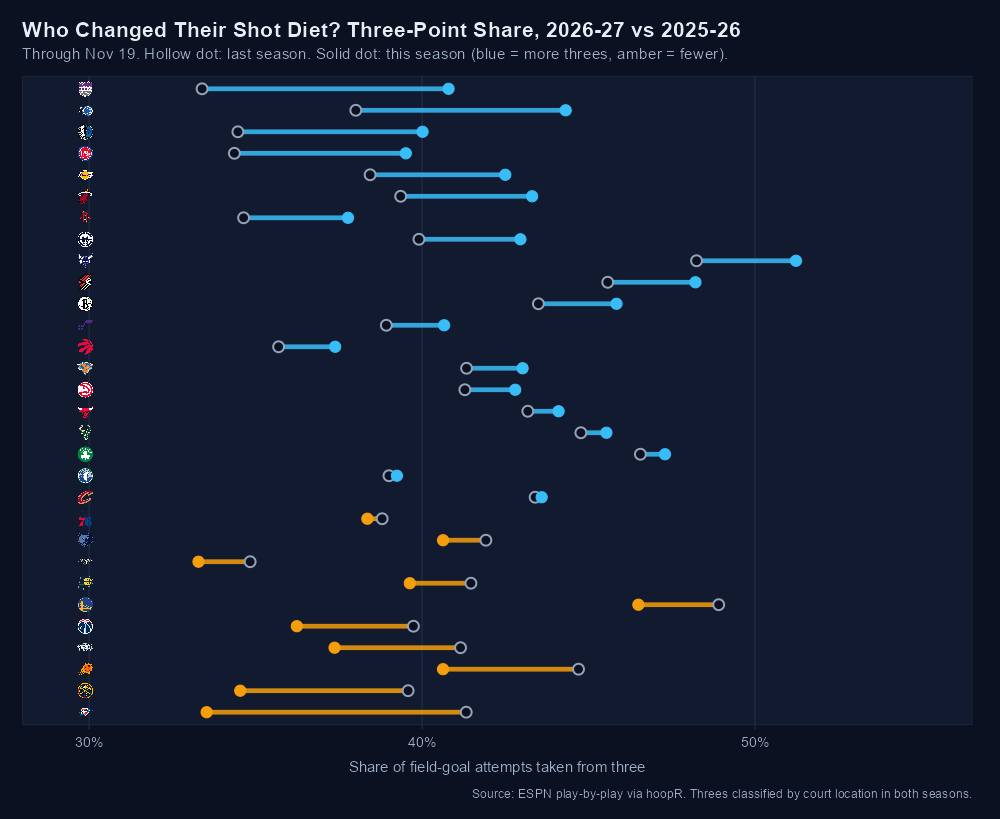 Who Changed Their Shot Diet? Three-Point Share, 2026-27 vs 2025-26
Through Nov 19. Hollow dot: last season. Solid dot: this season (blue = more threes, amber = fewer).
30%
40%
50%
Share of field-goal attempts taken from three
Source: ESPN play-by-play via hoopR. Threes classified by court location in both seasons.